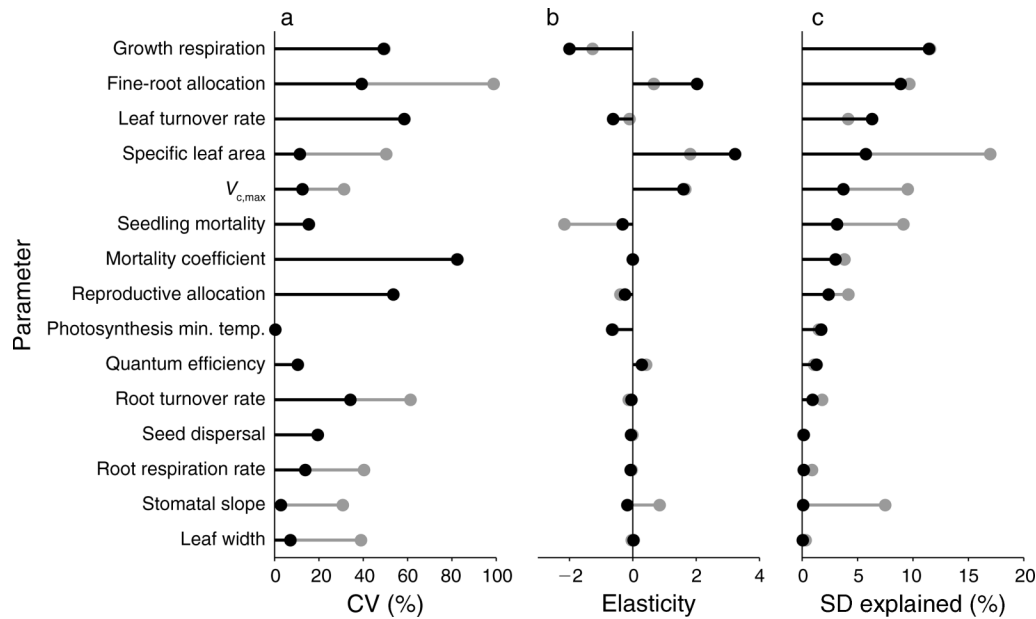 a b c
Growth respiration
Fine-root allocation
Leaf turnover rate
Specific leaf area
Vc,max
Seedling mortality
Mortality coefficient
Reproductive allocation
Photosynthesis min. temp.
Quantum efficiency
Root turnover rate
Seed dispersal
Root respiration rate
Stomatal slope
Leaf width
Parameter
0 20 40 60 80 100 −2 0 2 4 0 5 10 15 20
CV (%) Elasticity SD explained (%)